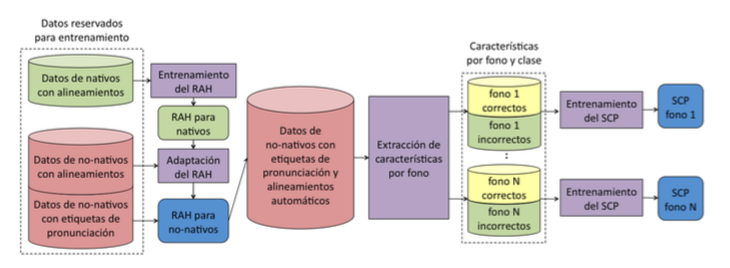 Datos reservados
para entrenamiento
Datos de nativos
con alineamientos
Datos de no-nativos
con alineamientos
Datos de no-nativos
con etiquetas de
pronunciación
Entrenamiento
del RAH
RAH para
nativos
Adaptación
del RAH
RAH para
no-nativos
Datos de
no-nativos con
etiquetas de
pronunciación y
alineamientos
automáticos
Extracción de
características
por fono
Características
por fono y clase
fono 1
correctos
fono 1
incorrectos
:
fono N
correctos
fono N
incorrectos
Entrenamiento
del SCP
SCP
fono 1
Entrenamiento
del SCP
SCP
fono N